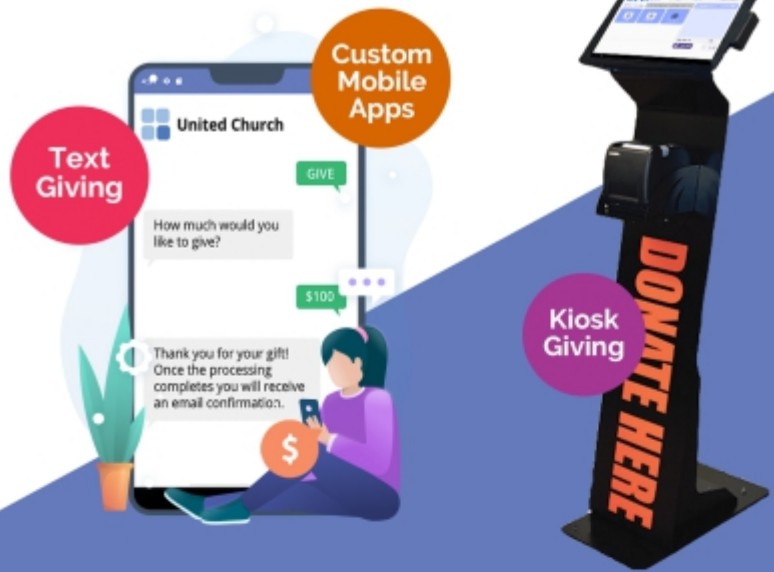 Custom
Mobile
Apps
Text
Giving
United Church
GIVE
How much would you
like to give?
$100
Thank you for your gift!
Once the processing
completes you will receive
an email confirmation.
$
Kiosk
Giving
DONATE HERE